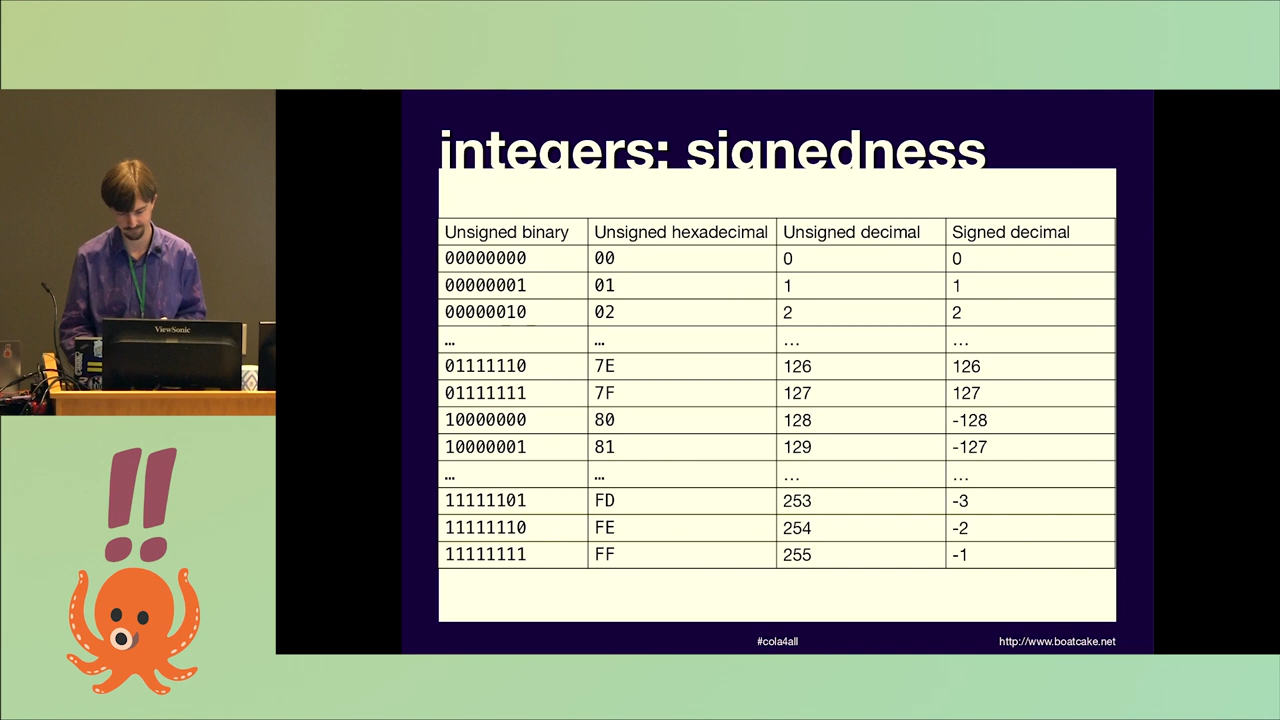 integers: signedness
Unsigned binary Unsigned hexadecimal Unsigned decimal Signed decimal
00000000 00 0 0
00000001 01 1 1
00000010 02 2 2
… … … …
01111110 7E 126 126
01111111 7F 127 127
10000000 80 128 -128
10000001 81 129 -127
… … … …
11111101 FD 253 -3
11111110 FE 254 -2
11111111 FF 255 -1
#cola4all http://www.boatcake.net
ViewSonic
!!